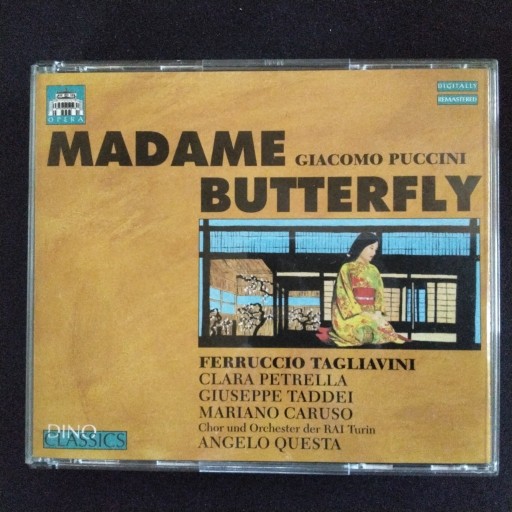 OPERA
DIGITALLY
REMASTERED
MADAME
GIACOMO PUCCINI
BUTTERFLY
FERRUCCIO TAGLIAVINI
CLARA PETRELLA
GIUSEPPE TADDEI
MARIANO CARUSO
Chor und Orchester der RAI Turin
ANGELO QUESTA
DINO
CLASSICS